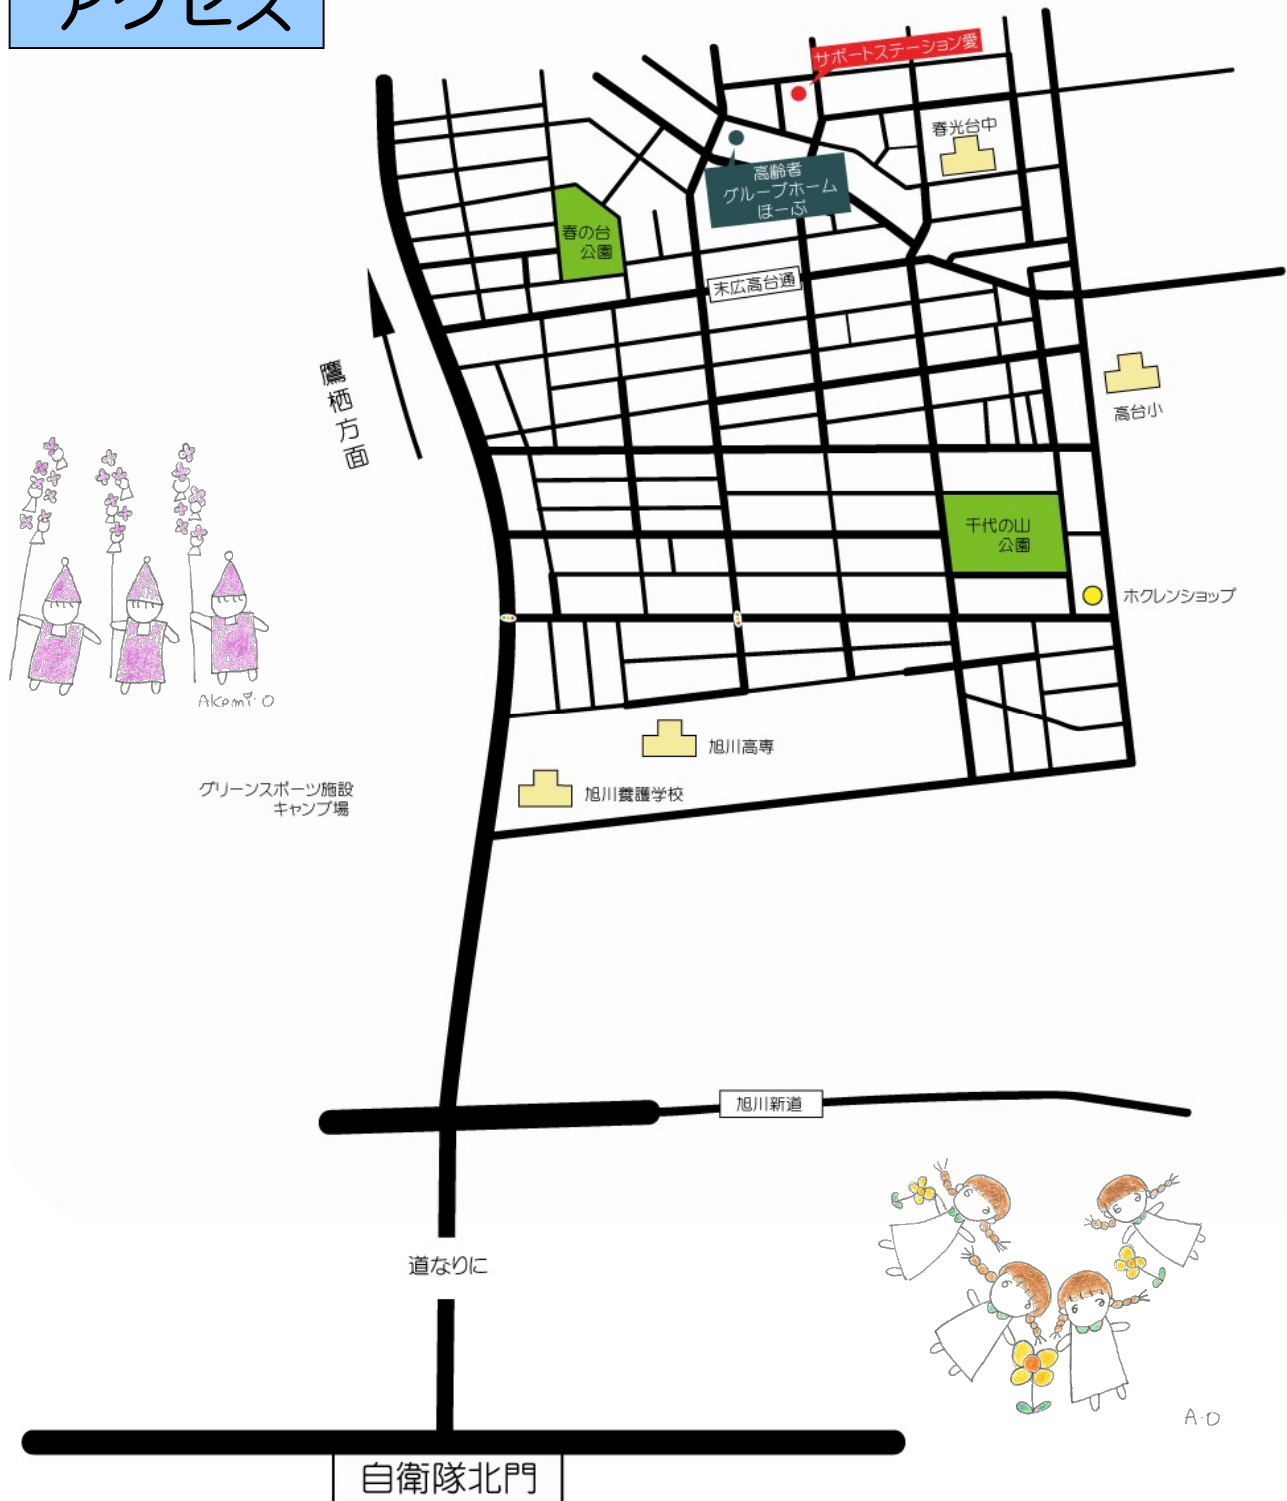 アクセス
サポートステーション愛
春光台中
高齢者
グループホーム
ほーぷ
春の台
公園
末広高台通
鷹栖方面
高台小
千代の山
公園
ホクレンショップ
Akemi・O
旭川高専
旭川養護学校
グリーンスポーツ施設
キャンプ場
旭川新道
道なりに
A・O
自衛隊北門